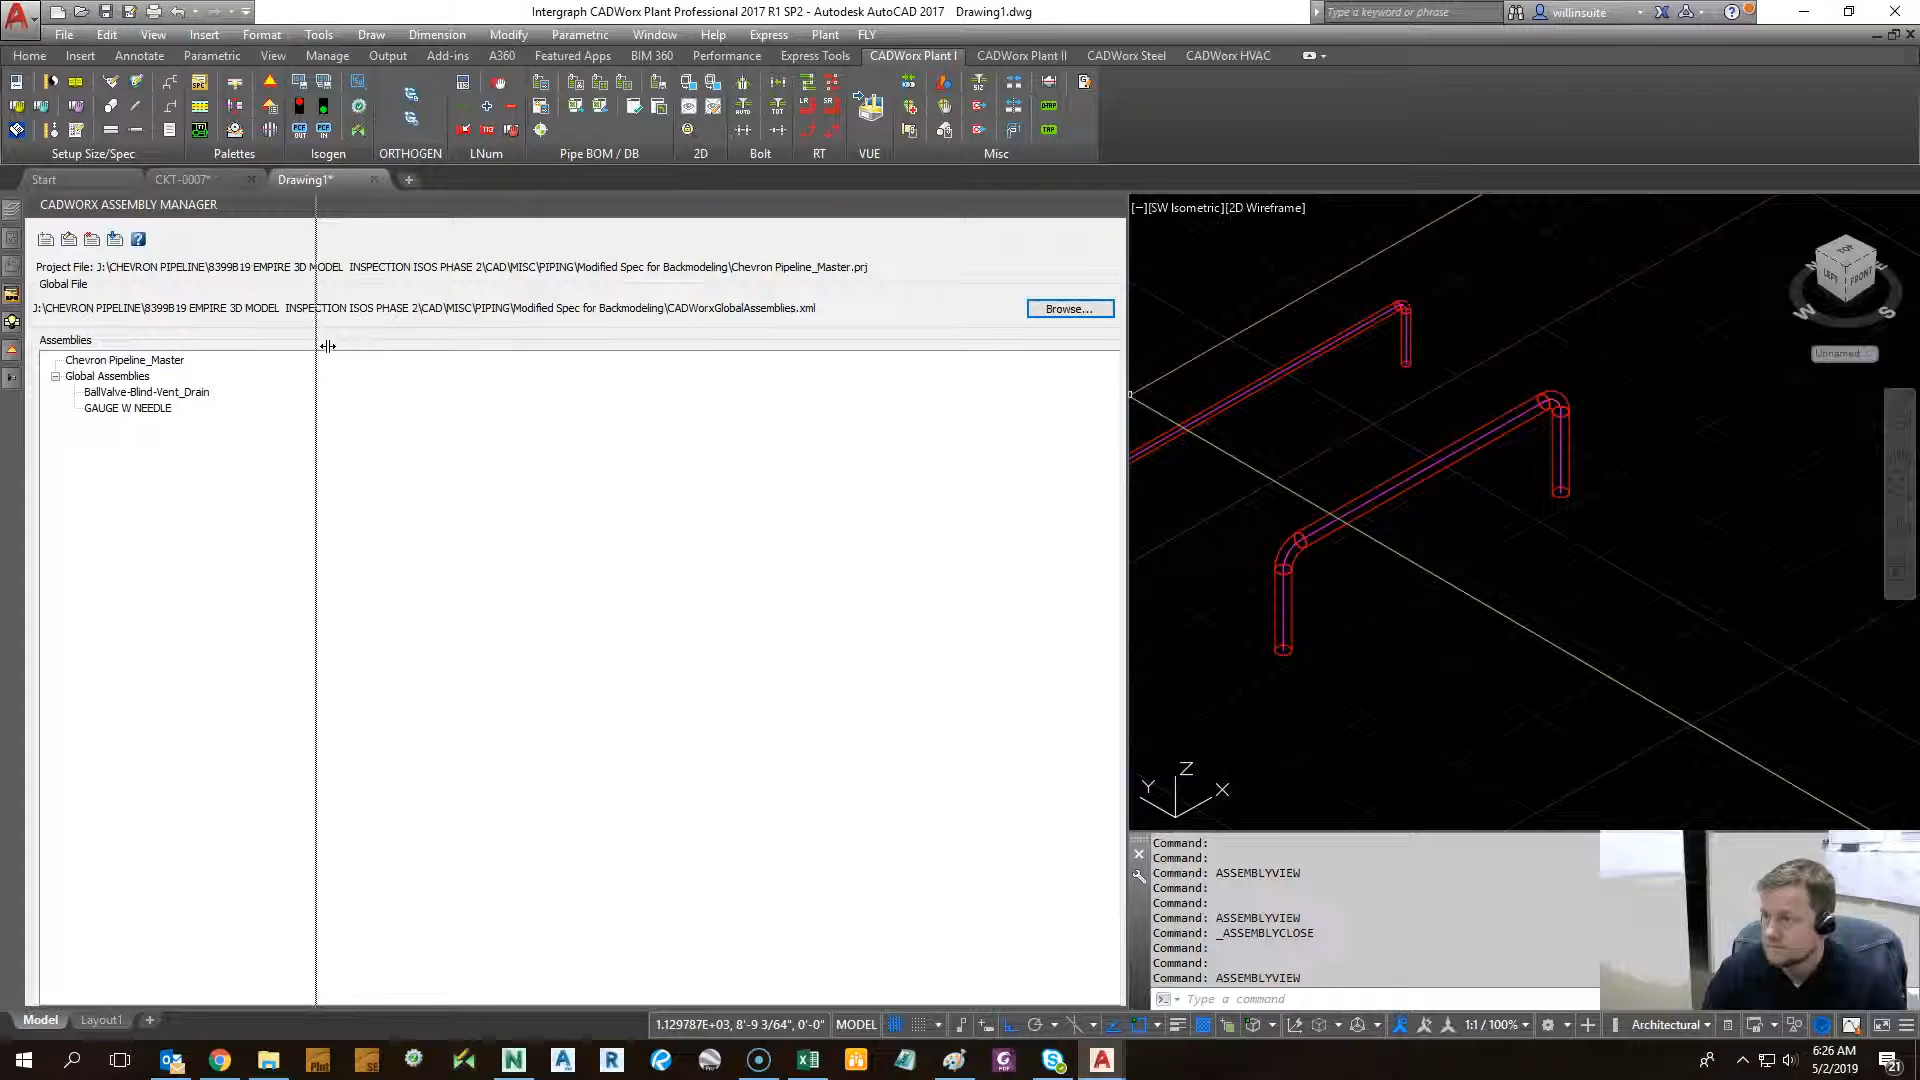 Intergraph CADWorx Plant Professional 2017 R1 SP2 - Autodesk AutoCAD 2017 Drawing1.dwg
Type a keyword or phrase
willinsuite
File Edit View Insert Format Tools Draw Dimension Modify Parametric Window Help Express Plant FLY
Home Insert Annotate Parametric View Manage Output Add-ins A360 Featured Apps BIM 360 Performance Express Tools CADWorx Plant I CADWorx Plant II CADWorx Steel CADWorx HVAC
Setup Size/Spec Palettes Isogen ORTHOGEN LNum Pipe BOM / DB 2D Bolt RT VUE Misc
Start CKT-0007* Drawing1*
CADWORX ASSEMBLY MANAGER
[−][SW Isometric][2D Wireframe]
Project File: J:\CHEVRON PIPELINE\8399B19 EMPIRE 3D MODEL INSPECTION ISOS PHASE 2\CAD\MISC\PIPING\Modified Spec for Backmodeling\Chevron Pipeline_Master.prj
Global File
J:\CHEVRON PIPELINE\8399B19 EMPIRE 3D MODEL INSPECTION ISOS PHASE 2\CAD\MISC\PIPING\Modified Spec for Backmodeling\CADWorxGlobalAssemblies.xml
Browse...
Assemblies
Chevron Pipeline_Master
Global Assemblies
BallValve-Blind-Vent_Drain
GAUGE W NEEDLE
TOP
LEFT FRONT
W S
Unnamed
Z
Y X
Command:
Command:
Command: ASSEMBLYVIEW
Command:
Command:
Command: ASSEMBLYVIEW
Command: _ASSEMBLYCLOSE
Command:
Command:
Command: ASSEMBLYVIEW
Type a command
Model Layout1
1.129787E+03, 8'-9 3/64", 0'-0" MODEL 1:1 / 100% Architectural
6:26 AM
5/2/2019
21